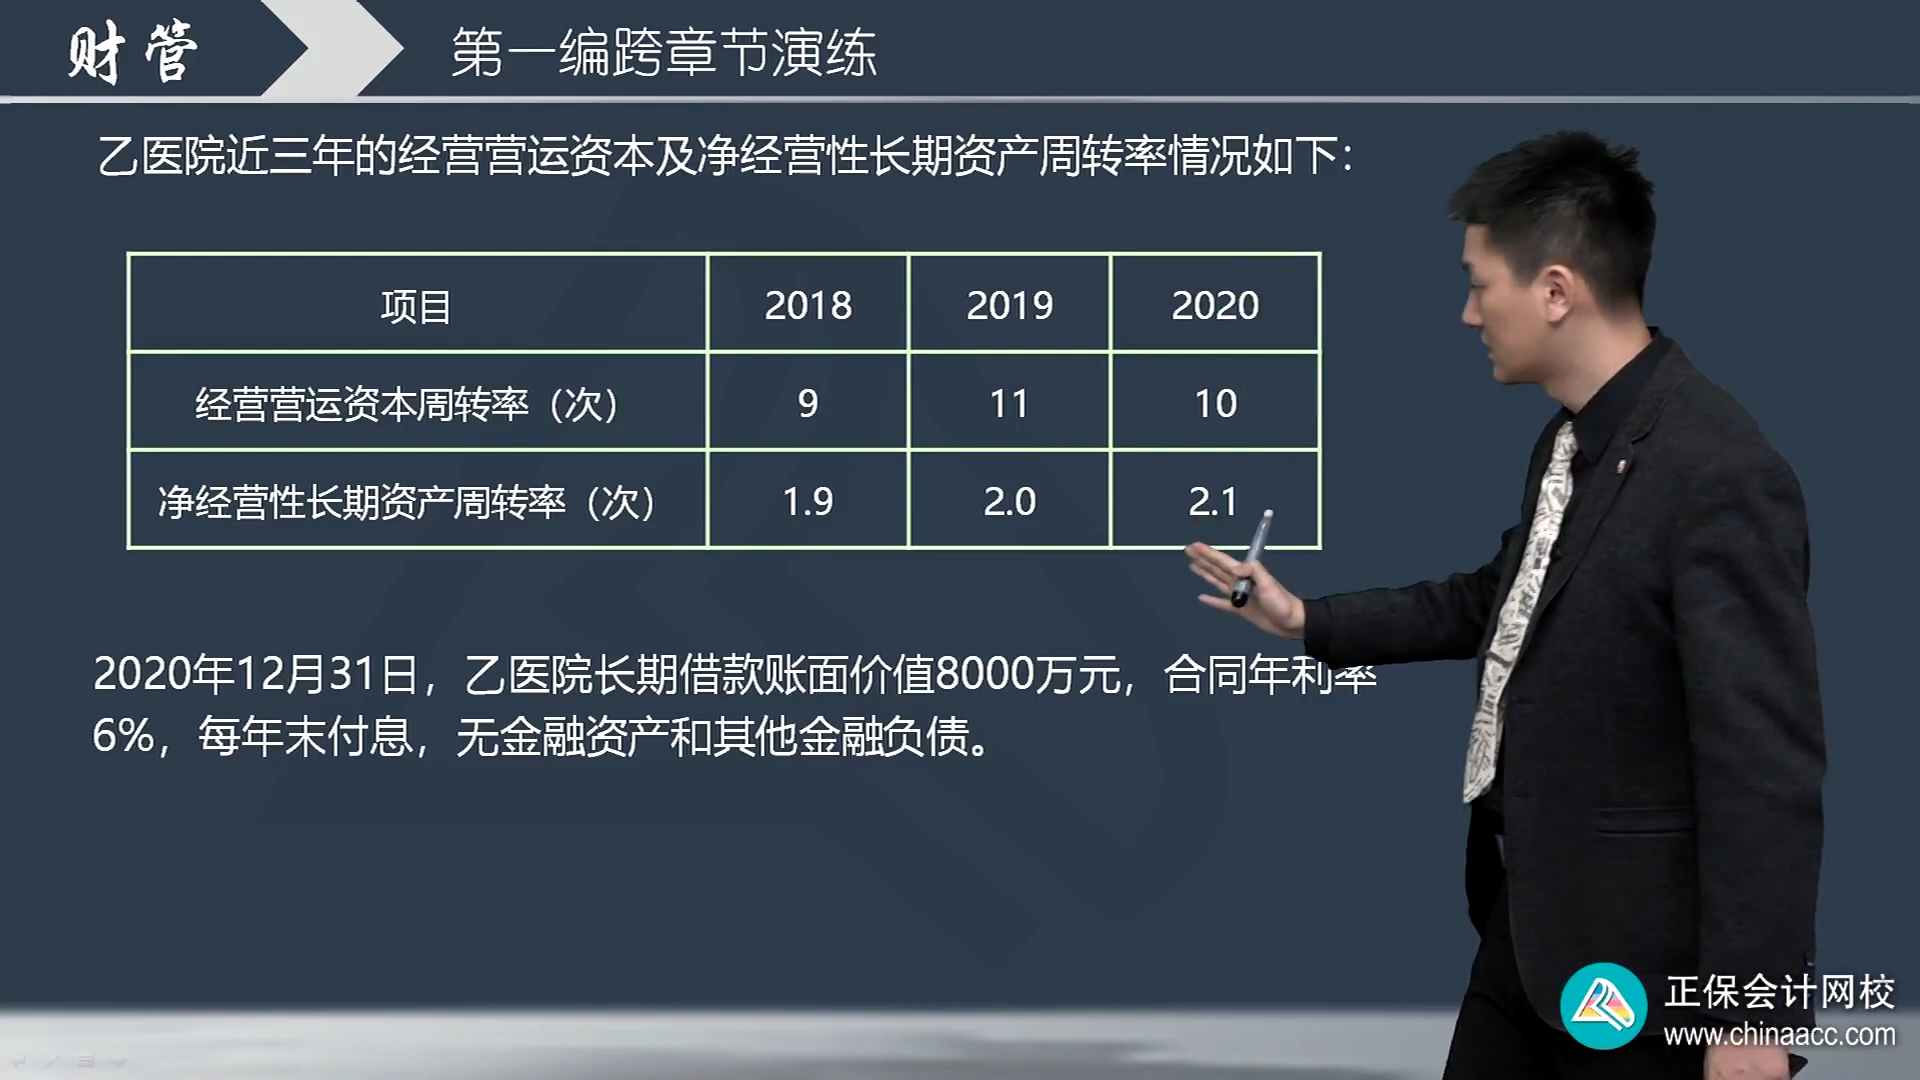 财管
第一编跨章节演练
乙医院近三年的经营营运资本及净经营性长期资产周转率情况如下：
项目 2018 2019 2020
经营营运资本周转率（次） 9 11 10
净经营性长期资产周转率（次） 1.9 2.0 2.1
2020年12月31日，乙医院长期借款账面价值8000万元，合同年利率
6%，每年末付息，无金融资产和其他金融负债。
正保会计网校
www.chinaacc.com